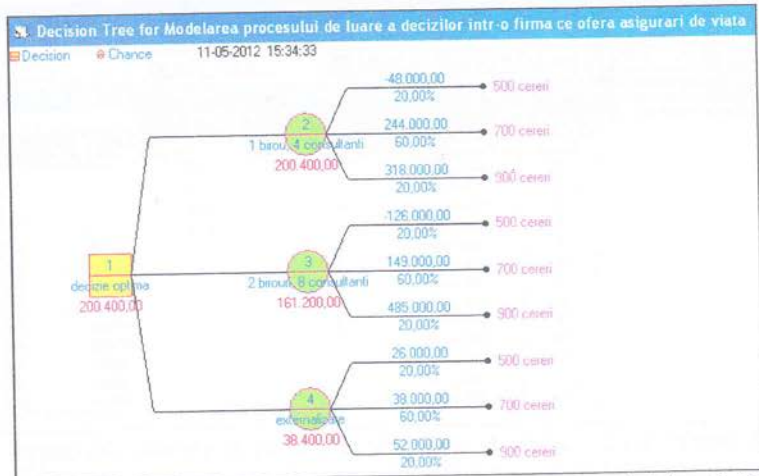 Decision Tree for Modelarea procesului de luare a decizilor intr-o firma ce ofera asigurari de viata
Decision Chance 11-05-2012 15:34:33
-48.000,00
20,00%
500 cereri
2
1 birou, 4 consultanti
200.400,00
244.000,00
60,00%
700 cereri
318.000,00
20,00%
900 cereri
-126.000,00
20,00%
500 cereri
1
decizie optima
200.400,00
3
2 birouri, 8 consultanti
161.200,00
149.000,00
60,00%
700 cereri
485.000,00
20,00%
900 cereri
26.000,00
20,00%
500 cereri
4
externalizare
38.400,00
38.000,00
60,00%
700 cereri
52.000,00
20,00%
900 cereri